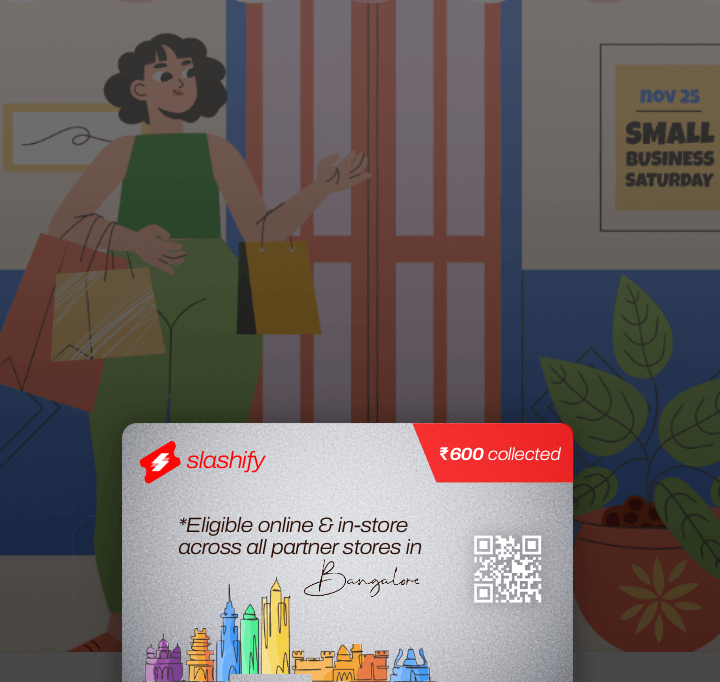 nov 25
SMALL
BUSINESS
SATURDAY
slashify
₹600 collected
*Eligible online & in-store
across all partner stores in
Bangalore